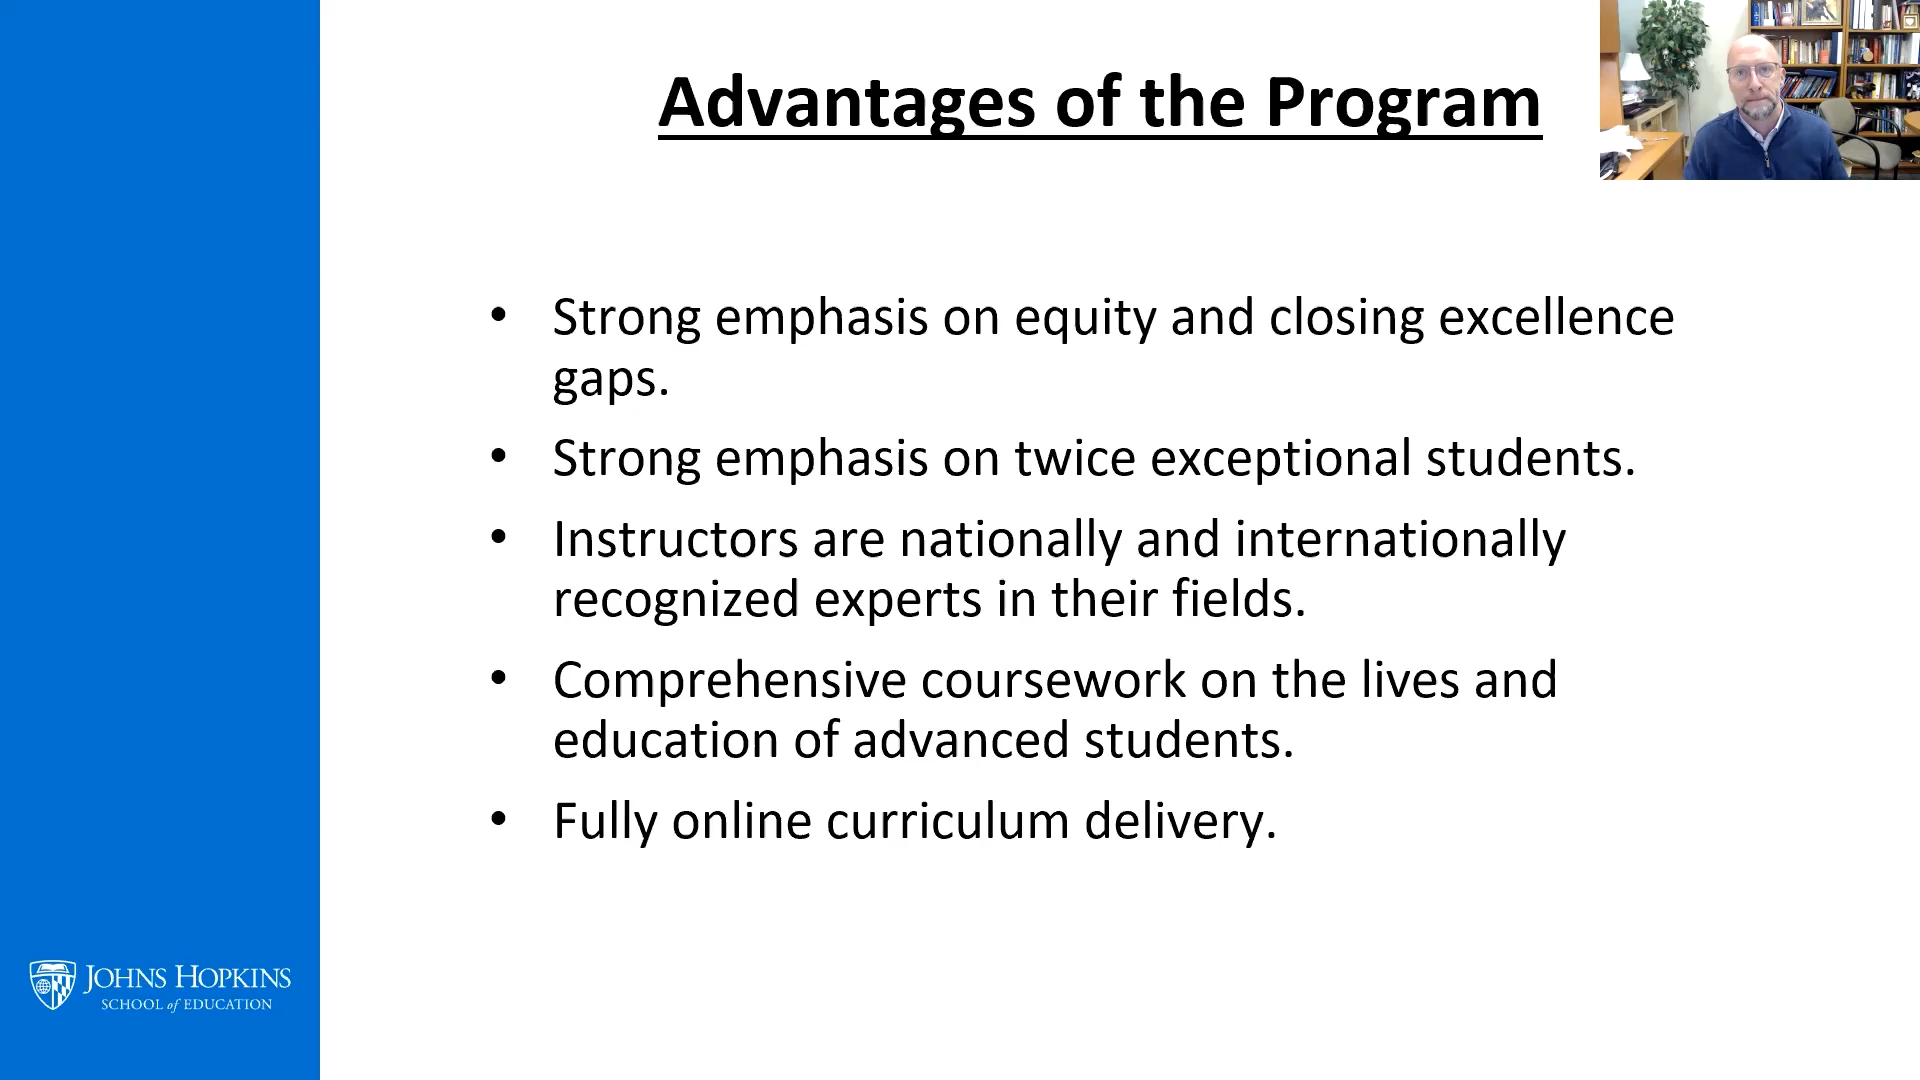 Advantages of the Program
• Strong emphasis on equity and closing excellence
gaps.
• Strong emphasis on twice exceptional students.
• Instructors are nationally and internationally
recognized experts in their fields.
• Comprehensive coursework on the lives and
education of advanced students.
• Fully online curriculum delivery.
JOHNS HOPKINS
SCHOOL of EDUCATION